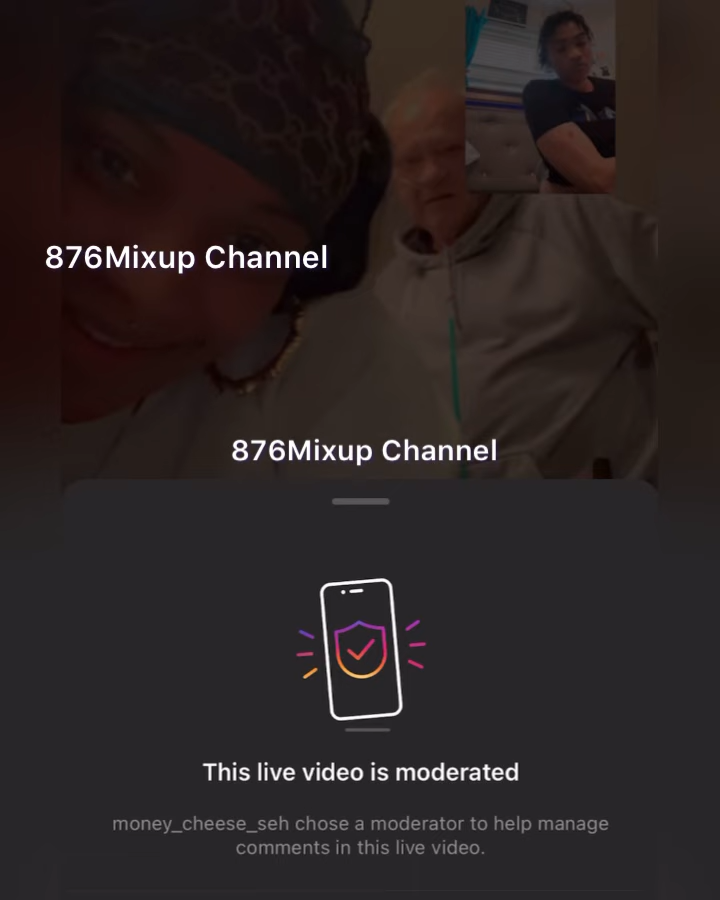 876Mixup Channel
876Mixup Channel
This live video is moderated
money_cheese_seh chose a moderator to help manage
comments in this live video.